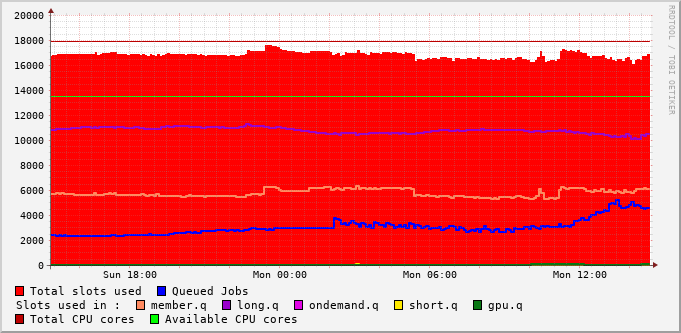 20000
18000
16000
14000
12000
10000
8000
6000
4000
2000
0
Sun 18:00 Mon 00:00 Mon 06:00 Mon 12:00
RRDTOOL / TOBI OETIKER
Total slots used Queued Jobs
Slots used in : member.q long.q ondemand.q short.q gpu.q
Total CPU cores Available CPU cores